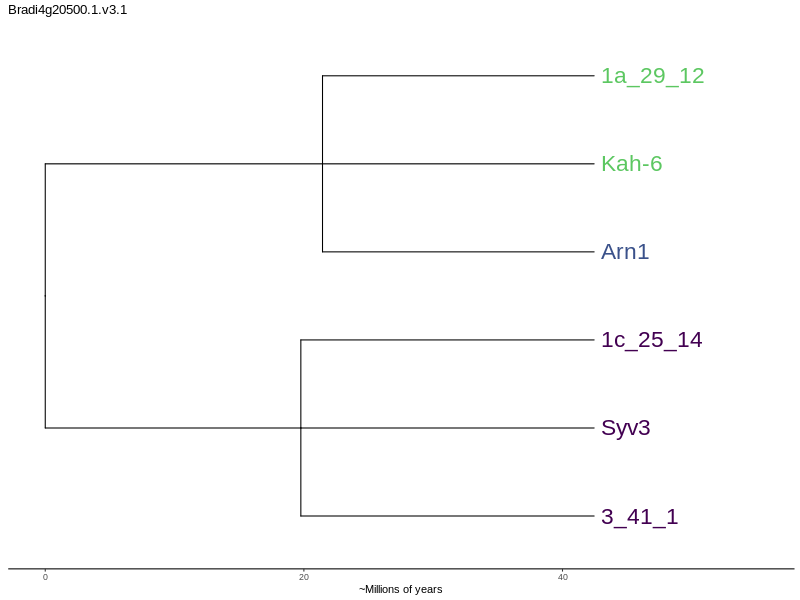 Bradi4g20500.1.v3.1
1a_29_12
Kah-6
Arn1
1c_25_14
Syv3
3_41_1
0 20 40
~Millions of years